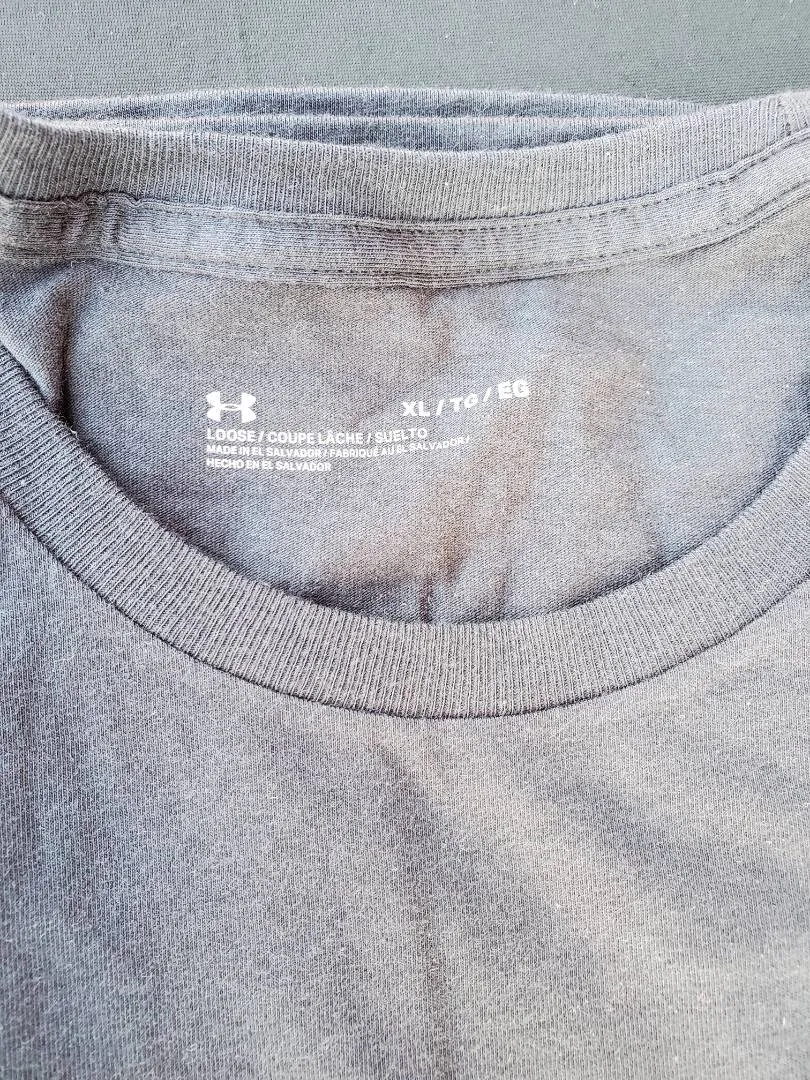 XL / TG / EG
LOOSE / COUPE LÂCHE / SUELTO
MADE IN EL SALVADOR / FABRIQUÉ AU EL SALVADOR /
HECHO EN EL SALVADOR